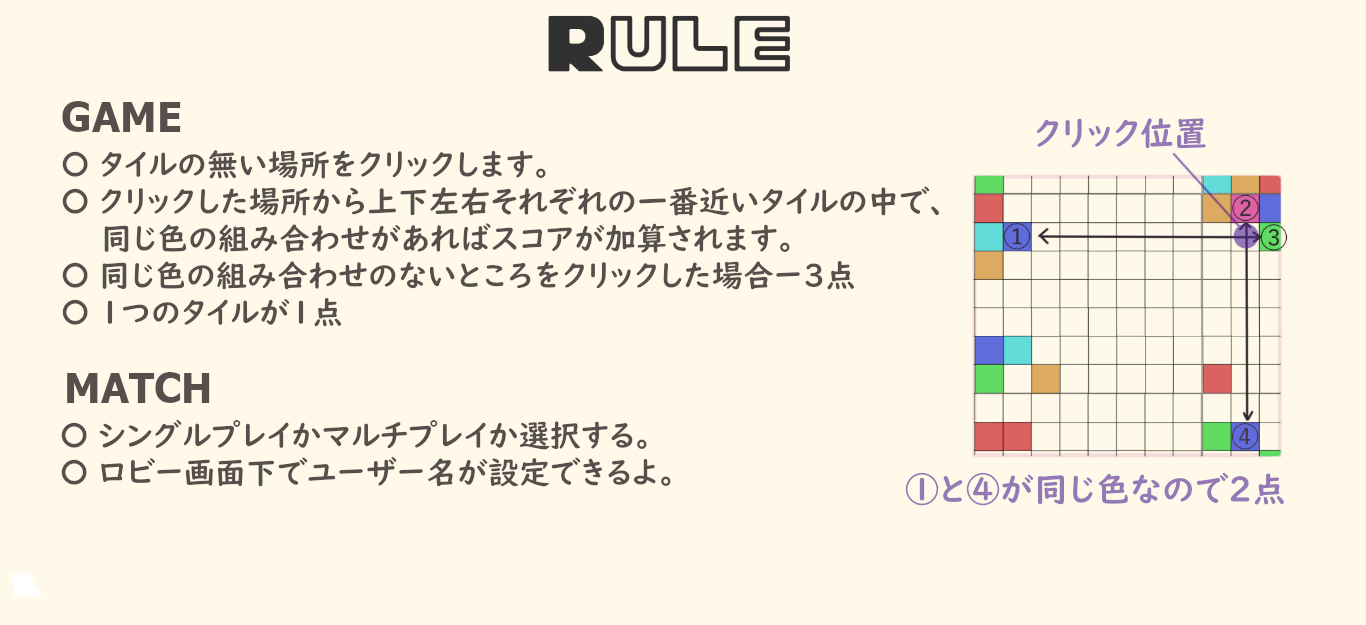 RULE
GAME
〇 タイルの無い場所をクリックします。
〇 クリックした場所から上下左右それぞれの一番近いタイルの中で、
同じ色の組み合わせがあればスコアが加算されます。
〇 同じ色の組み合わせのないところをクリックした場合ー3点
〇 1つのタイルが1点
MATCH
〇 シングルプレイかマルチプレイか選択する。
〇 ロビー画面下でユーザー名が設定できるよ。
クリック位置
②
①
③
④
①と④が同じ色なので2点